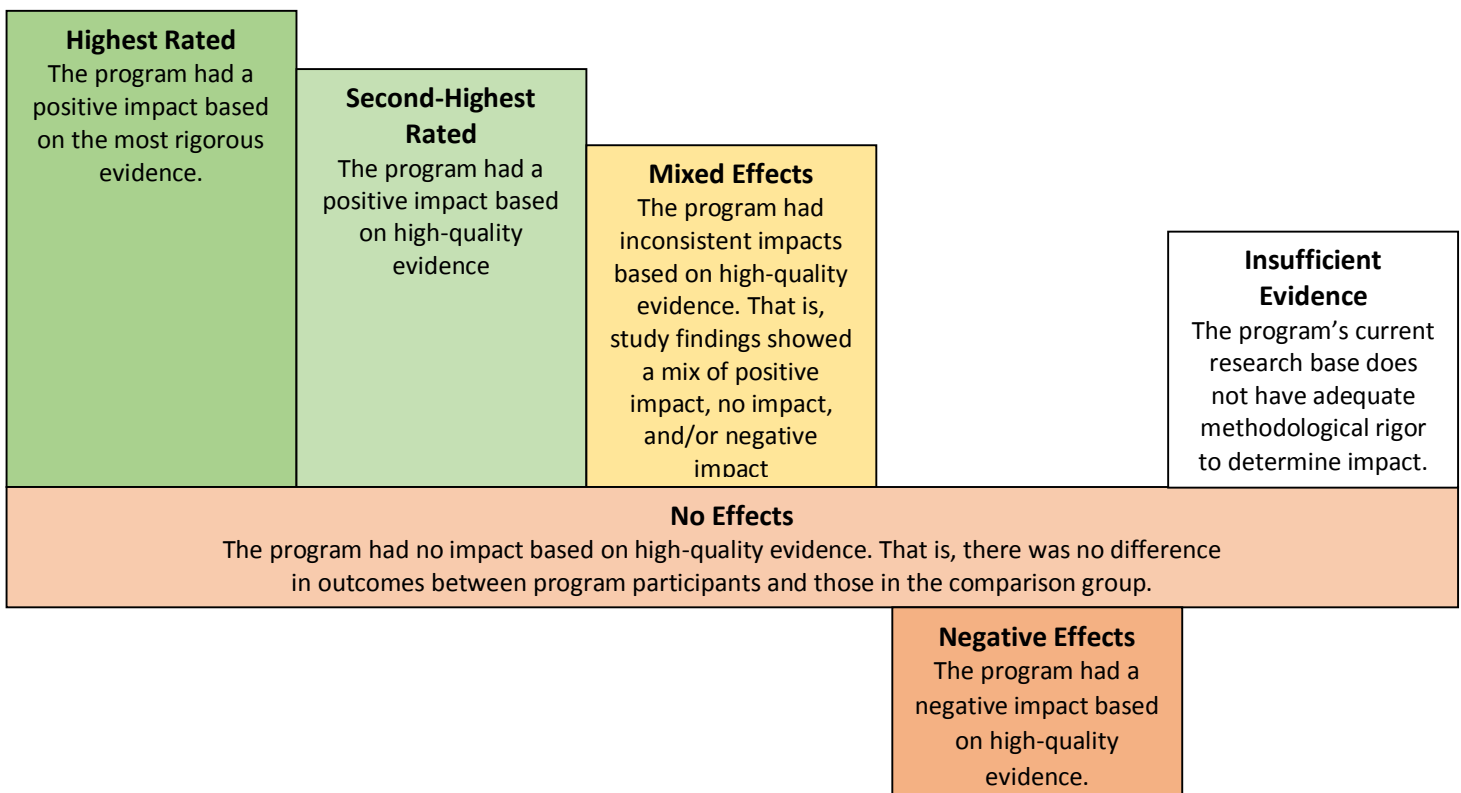 Highest Rated
The program had a
positive impact based
on the most rigorous
evidence.
Second-Highest
Rated
The program had a
positive impact based
on high-quality
evidence
Mixed Effects
The program had
inconsistent impacts
based on high-quality
evidence. That is,
study findings showed
a mix of positive
impact, no impact,
and/or negative
impact
Insufficient
Evidence
The program’s current
research base does
not have adequate
methodological rigor
to determine impact.
No Effects
The program had no impact based on high-quality evidence. That is, there was no difference
in outcomes between program participants and those in the comparison group.
Negative Effects
The program had a
negative impact based
on high-quality
evidence.